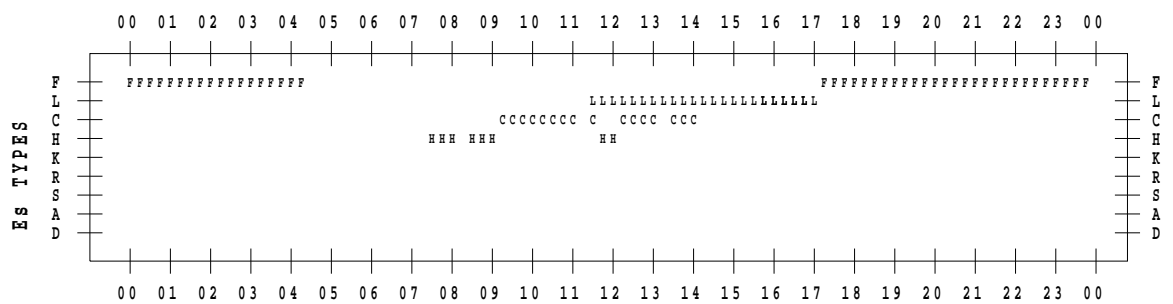 00 01 02 03 04 05 06 07 08 09 10 11 12 13 14 15 16 17 18 19 20 21 22 23 00
F FFFFFFFFFFFFFFFFFF FFFFFFFFFFFFFFFFFFFFFFFFFFF F
L LLLLLLLLLLLLLLLLLLLLLLL L
C CCCCCCCC C CCCC CCC C
H HHH HHH HH H
K K
R R
S S
A A
D D
Es TYPES
00 01 02 03 04 05 06 07 08 09 10 11 12 13 14 15 16 17 18 19 20 21 22 23 00